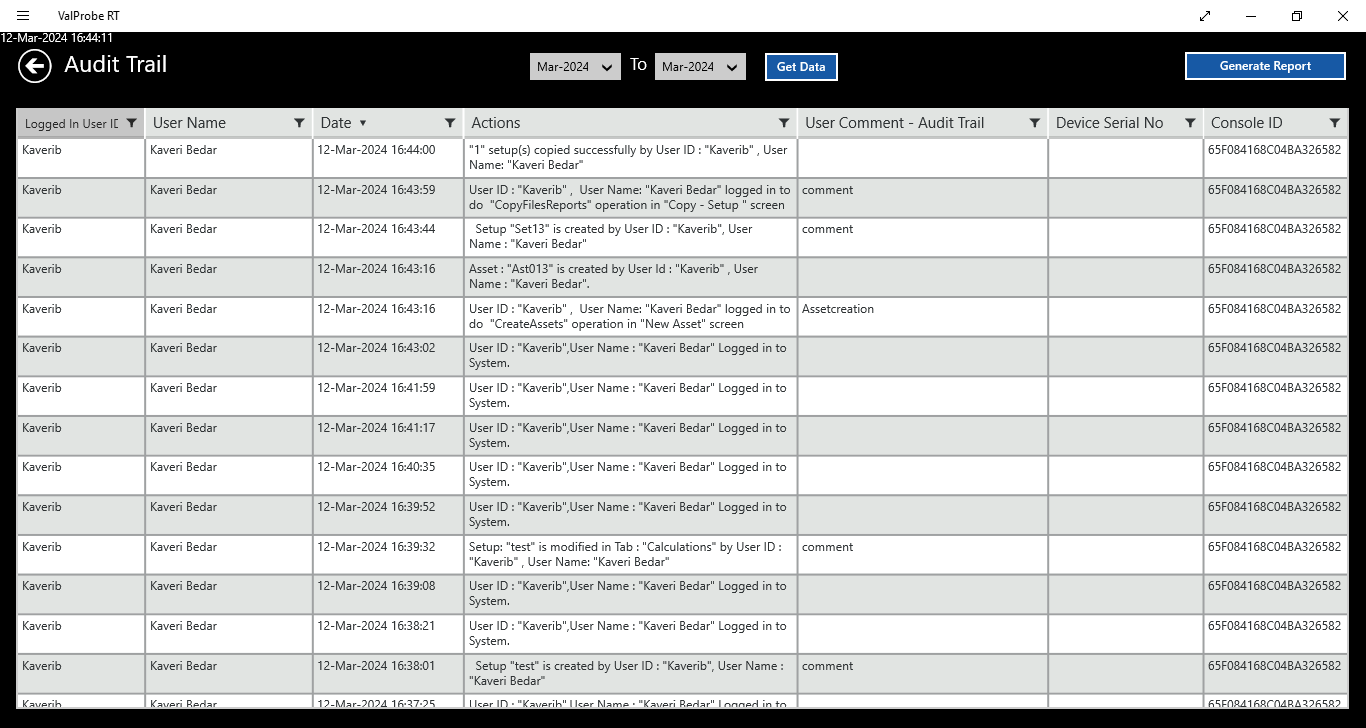 ValProbe RT
12-Mar-2024 16:44:11
Audit Trail
Mar-2024 To Mar-2024 Get Data Generate Report
Logged In User ID User Name Date Actions User Comment - Audit Trail Device Serial No Console ID
Kaverib Kaveri Bedar 12-Mar-2024 16:44:00 "1" setup(s) copied successfully by User ID : "Kaverib" , User 65F084168C04BA326582
Name: "Kaveri Bedar"
Kaverib Kaveri Bedar 12-Mar-2024 16:43:59 User ID : "Kaverib" , User Name: "Kaveri Bedar" logged in to comment 65F084168C04BA326582
do "CopyFilesReports" operation in "Copy - Setup " screen
Kaverib Kaveri Bedar 12-Mar-2024 16:43:44 Setup "Set13" is created by User ID : "Kaverib", User comment 65F084168C04BA326582
Name : "Kaveri Bedar"
Kaverib Kaveri Bedar 12-Mar-2024 16:43:16 Asset : "Ast013" is created by User Id : "Kaverib" , User 65F084168C04BA326582
Name : "Kaveri Bedar".
Kaverib Kaveri Bedar 12-Mar-2024 16:43:16 User ID : "Kaverib" , User Name: "Kaveri Bedar" logged in to Assetcreation 65F084168C04BA326582
do "CreateAssets" operation in "New Asset" screen
Kaverib Kaveri Bedar 12-Mar-2024 16:43:02 User ID : "Kaverib",User Name : "Kaveri Bedar" Logged in to 65F084168C04BA326582
System.
Kaverib Kaveri Bedar 12-Mar-2024 16:41:59 User ID : "Kaverib",User Name : "Kaveri Bedar" Logged in to 65F084168C04BA326582
System.
Kaverib Kaveri Bedar 12-Mar-2024 16:41:17 User ID : "Kaverib",User Name : "Kaveri Bedar" Logged in to 65F084168C04BA326582
System.
Kaverib Kaveri Bedar 12-Mar-2024 16:40:35 User ID : "Kaverib",User Name : "Kaveri Bedar" Logged in to 65F084168C04BA326582
System.
Kaverib Kaveri Bedar 12-Mar-2024 16:39:52 User ID : "Kaverib",User Name : "Kaveri Bedar" Logged in to 65F084168C04BA326582
System.
Kaverib Kaveri Bedar 12-Mar-2024 16:39:32 Setup: "test" is modified in Tab : "Calculations" by User ID : comment 65F084168C04BA326582
"Kaverib" , User Name: "Kaveri Bedar"
Kaverib Kaveri Bedar 12-Mar-2024 16:39:08 User ID : "Kaverib",User Name : "Kaveri Bedar" Logged in to 65F084168C04BA326582
System.
Kaverib Kaveri Bedar 12-Mar-2024 16:38:21 User ID : "Kaverib",User Name : "Kaveri Bedar" Logged in to 65F084168C04BA326582
System.
Kaverib Kaveri Bedar 12-Mar-2024 16:38:01 Setup "test" is created by User ID : "Kaverib", User Name : comment 65F084168C04BA326582
"Kaveri Bedar"
Kaverib Kaveri Bedar 12-Mar-2024 16:37:25 User ID : "Kaverib",User Name : "Kaveri Bedar" Logged in to 65F084168C04BA326582